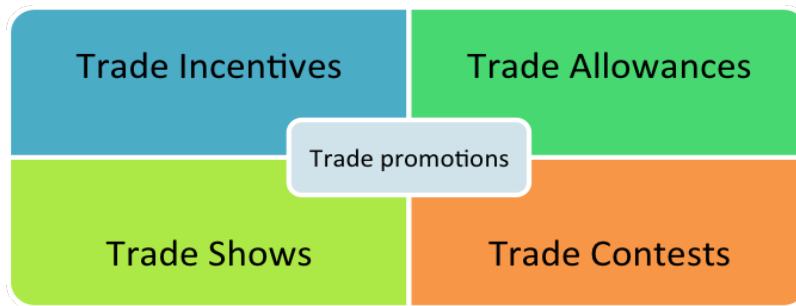 Trade Incentives
Trade Allowances
Trade promotions
Trade Shows
Trade Contests